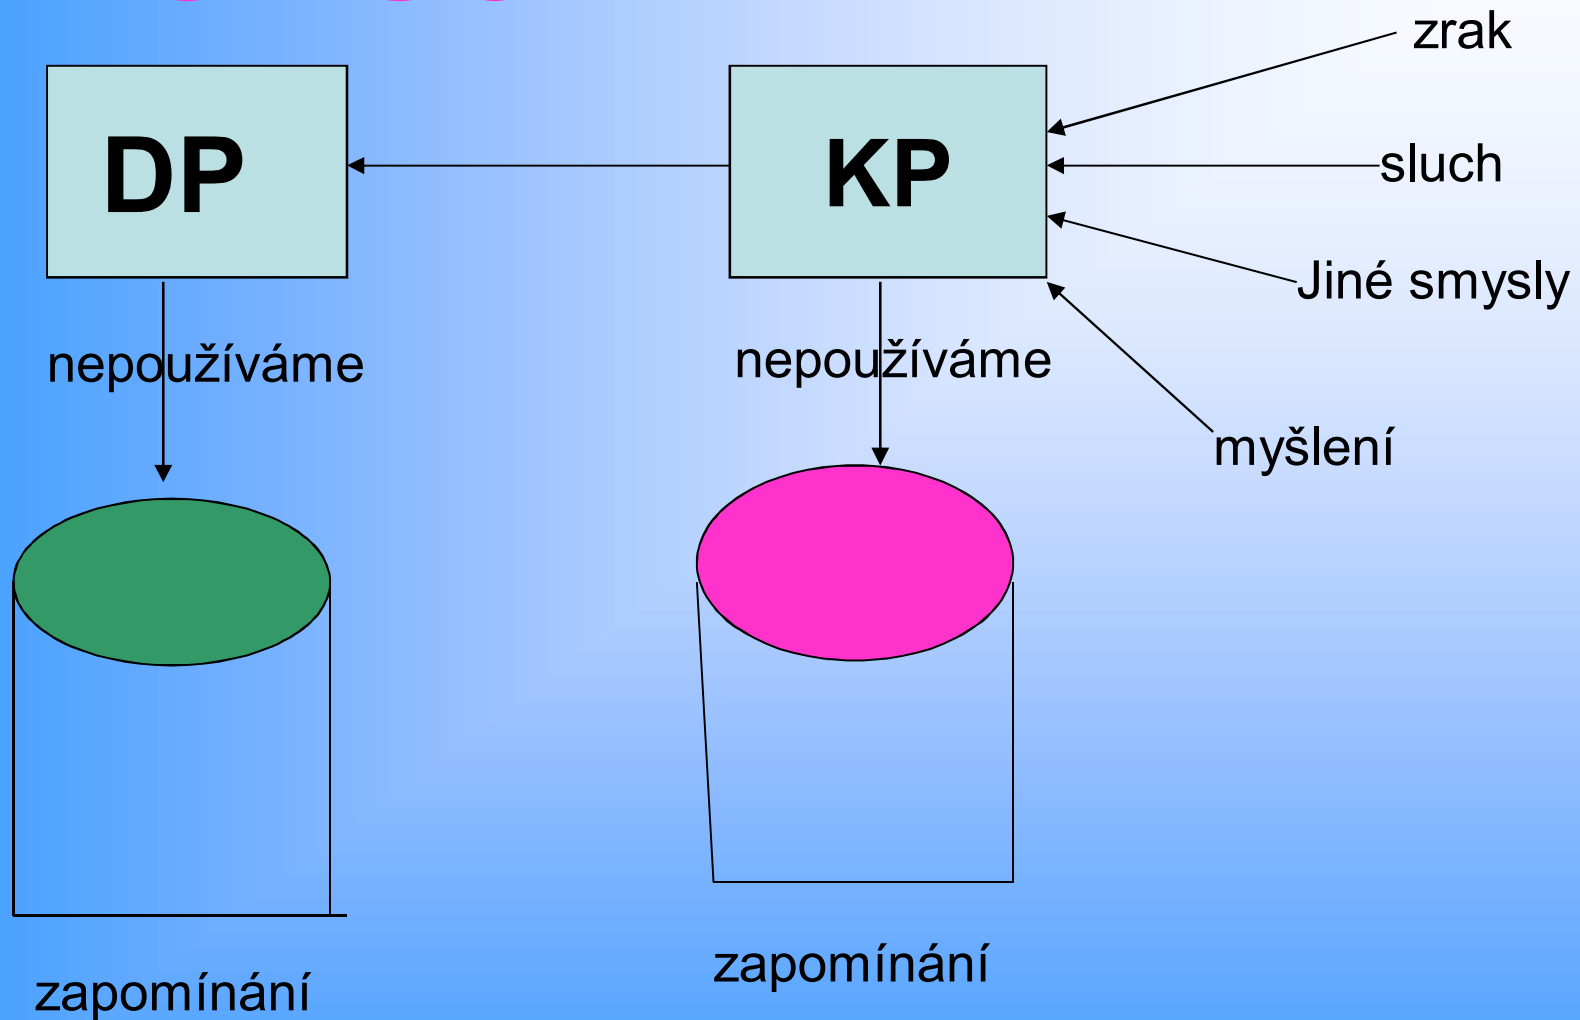 zrak
DP
KP
sluch
Jiné smysly
nepoužíváme
nepoužíváme
myšlení
zapomínání
zapomínání